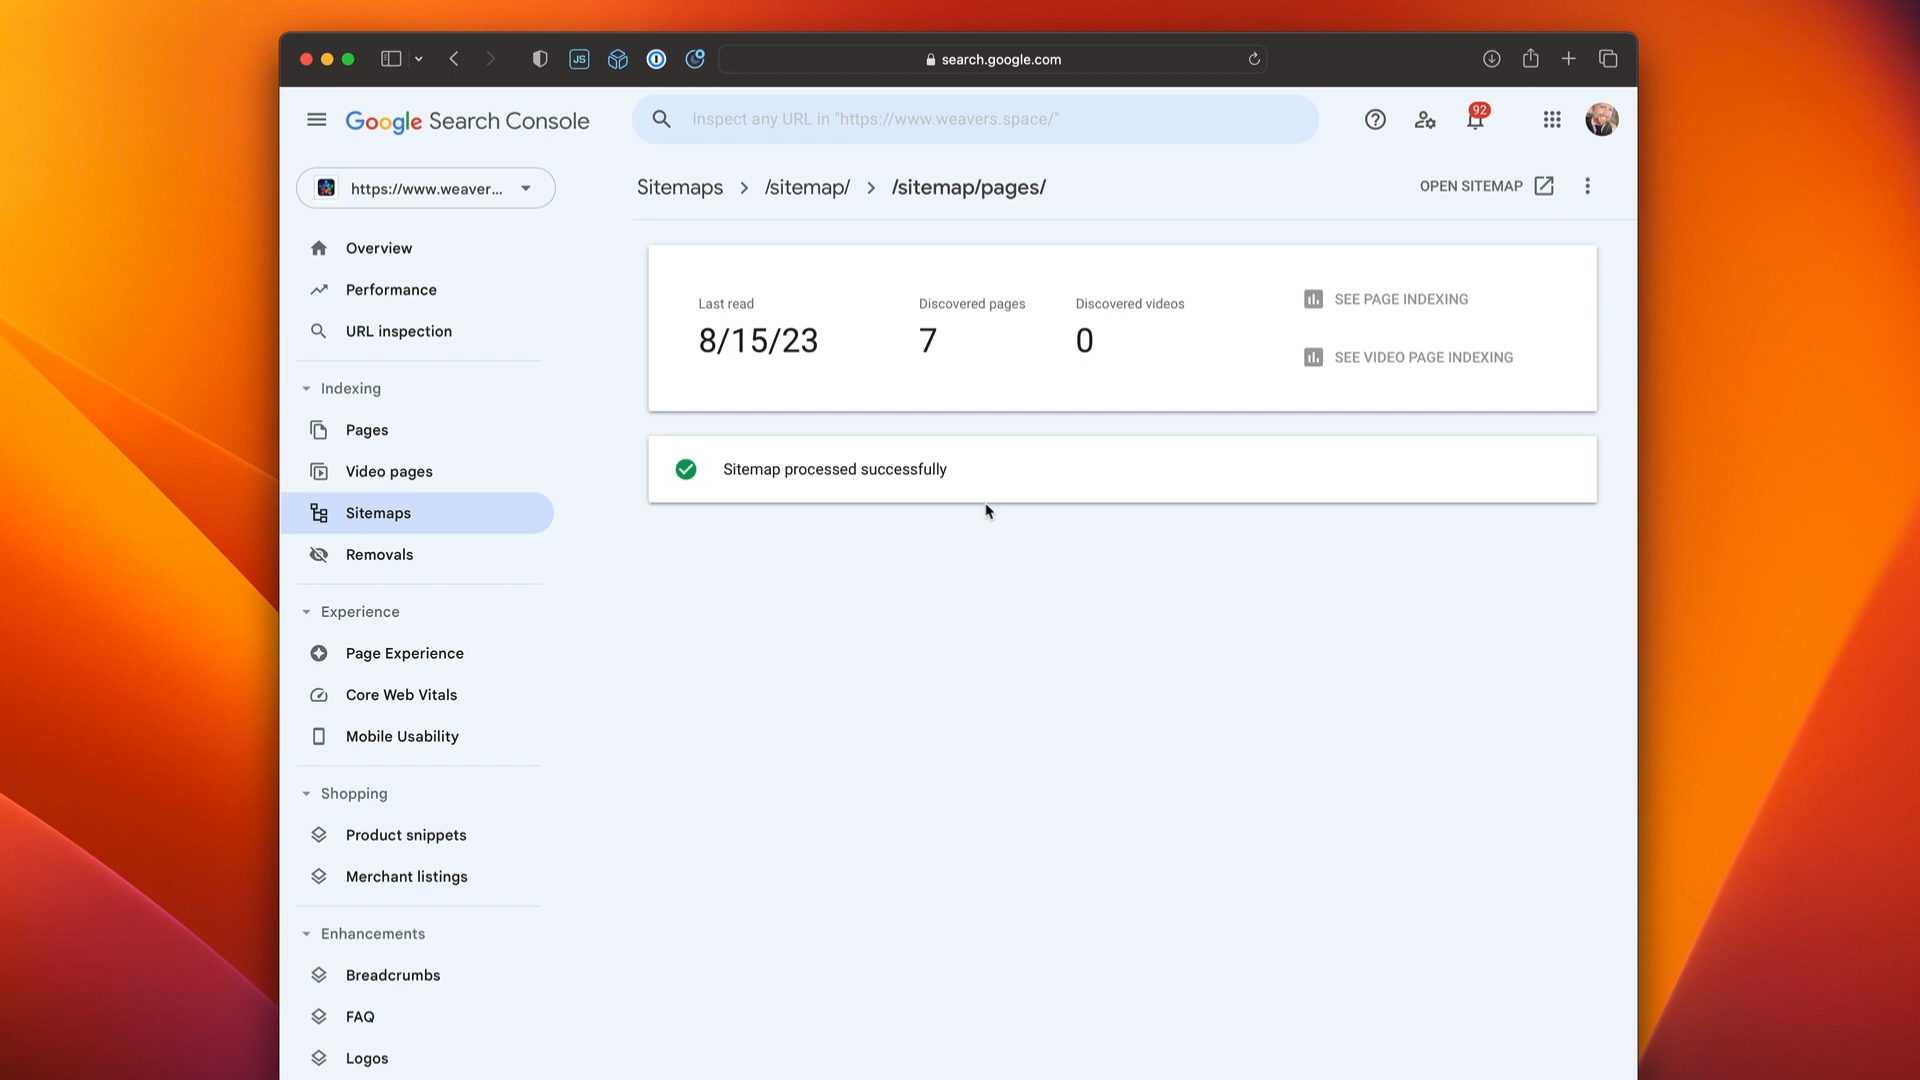 JS
search.google.com
Google Search Console
Inspect any URL in "https://www.weavers.space/"
92
https://www.weaver...
Sitemaps > /sitemap/ > /sitemap/pages/
OPEN SITEMAP
Overview
Performance
URL inspection
Indexing
Pages
Video pages
Sitemaps
Removals
Experience
Page Experience
Core Web Vitals
Mobile Usability
Shopping
Product snippets
Merchant listings
Enhancements
Breadcrumbs
FAQ
Logos
Last read
8/15/23
Discovered pages
7
Discovered videos
0
SEE PAGE INDEXING
SEE VIDEO PAGE INDEXING
Sitemap processed successfully